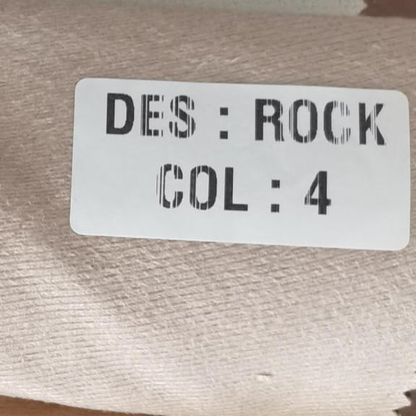 DES : ROCK
COL : 4